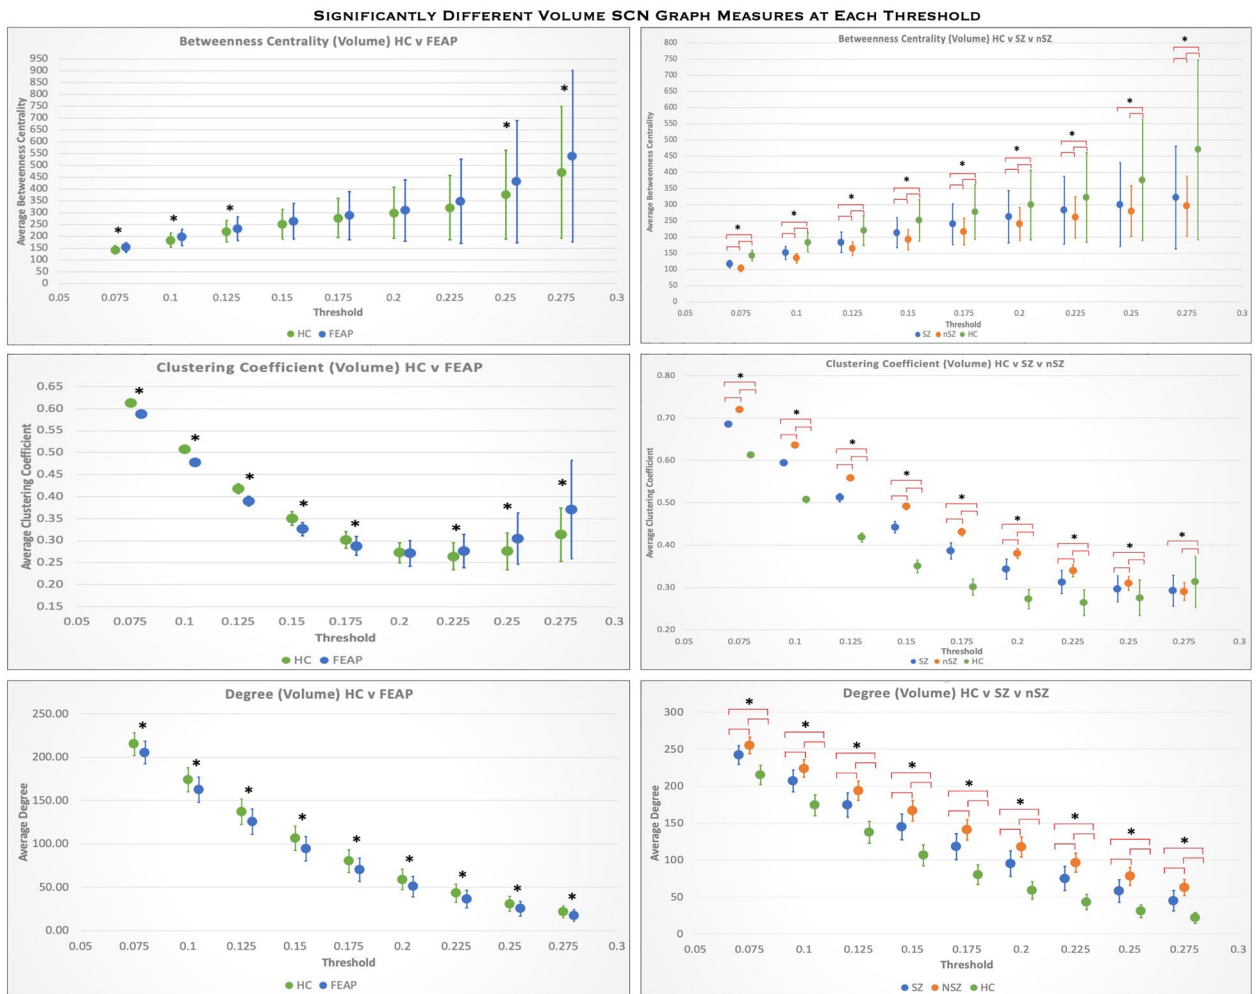 SIGNIFICANTLY DIFFERENT VOLUME SCN GRAPH MEASURES AT EACH THRESHOLD
Betweenness Centrality (Volume) HC v FEAP
Average Betweenness Centrality
950
900
850
800
750
700
650
600
550
500
450
400
350
300
250
200
150
100
50
0
* * * * *
0.05 0.075 0.1 0.125 0.15 0.175 0.2 0.225 0.25 0.275 0.3
Threshold
HC FEAP
Betweenness Centrality (Volume) HC v SZ v nSZ
Average Betweenness Centrality
800
750
700
650
600
550
500
450
400
350
300
250
200
150
100
50
0
* * * * * * * * *
0.05 0.075 0.1 0.125 0.15 0.175 0.2 0.225 0.25 0.275 0.3
Threshold
SZ nSZ HC
Clustering Coefficient (Volume) HC v FEAP
Average Clustering Coefficient
0.65
0.60
0.55
0.50
0.45
0.40
0.35
0.30
0.25
0.20
0.15
* * * * * * * *
0.05 0.075 0.1 0.125 0.15 0.175 0.2 0.225 0.25 0.275 0.3
Threshold
HC FEAP
Clustering Coefficient (Volume) HC v SZ v nSZ
Average Clustering Coefficient
0.80
0.70
0.60
0.50
0.40
0.30
0.20
* * * * * * * * *
0.05 0.075 0.1 0.125 0.15 0.175 0.2 0.225 0.25 0.275 0.3
Threshold
SZ nSZ HC
Degree (Volume) HC v FEAP
Average Degree
250.00
200.00
150.00
100.00
50.00
0.00
* * * * * * * * *
0.05 0.075 0.1 0.125 0.15 0.175 0.2 0.225 0.25 0.275 0.3
Threshold
HC FEAP
Degree (Volume) HC v SZ v nSZ
Average Degree
300
250
200
150
100
50
0
* * * * * * * * *
0.05 0.075 0.1 0.125 0.15 0.175 0.2 0.225 0.25 0.275 0.3
Threshold
SZ NSZ HC